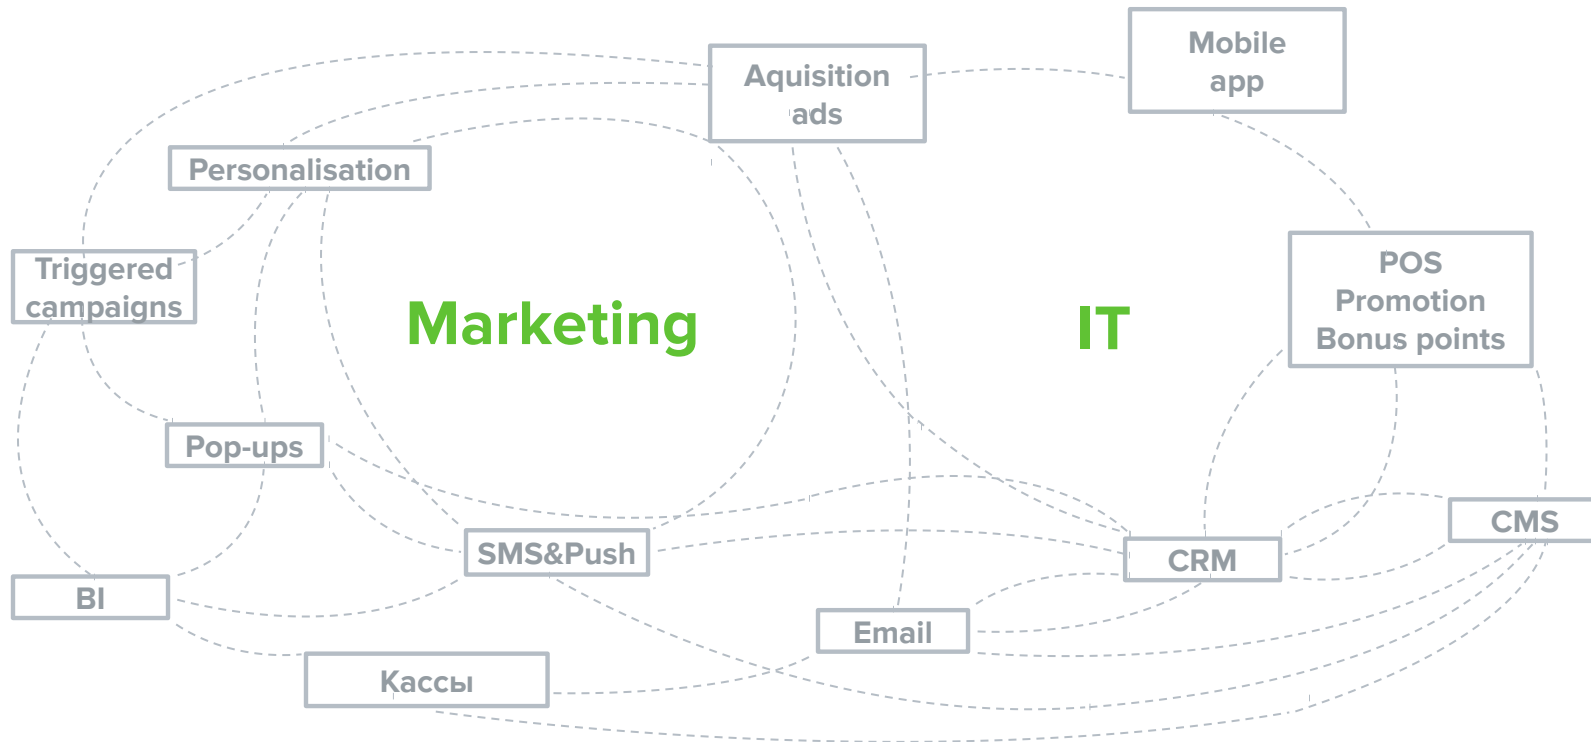 Mobile
app
Aquisition
ads
Personalisation
Triggered
campaigns
POS
Promotion
Bonus points
Marketing
IT
Pop-ups
CMS
SMS&Push
CRM
BI
Email
Кассы